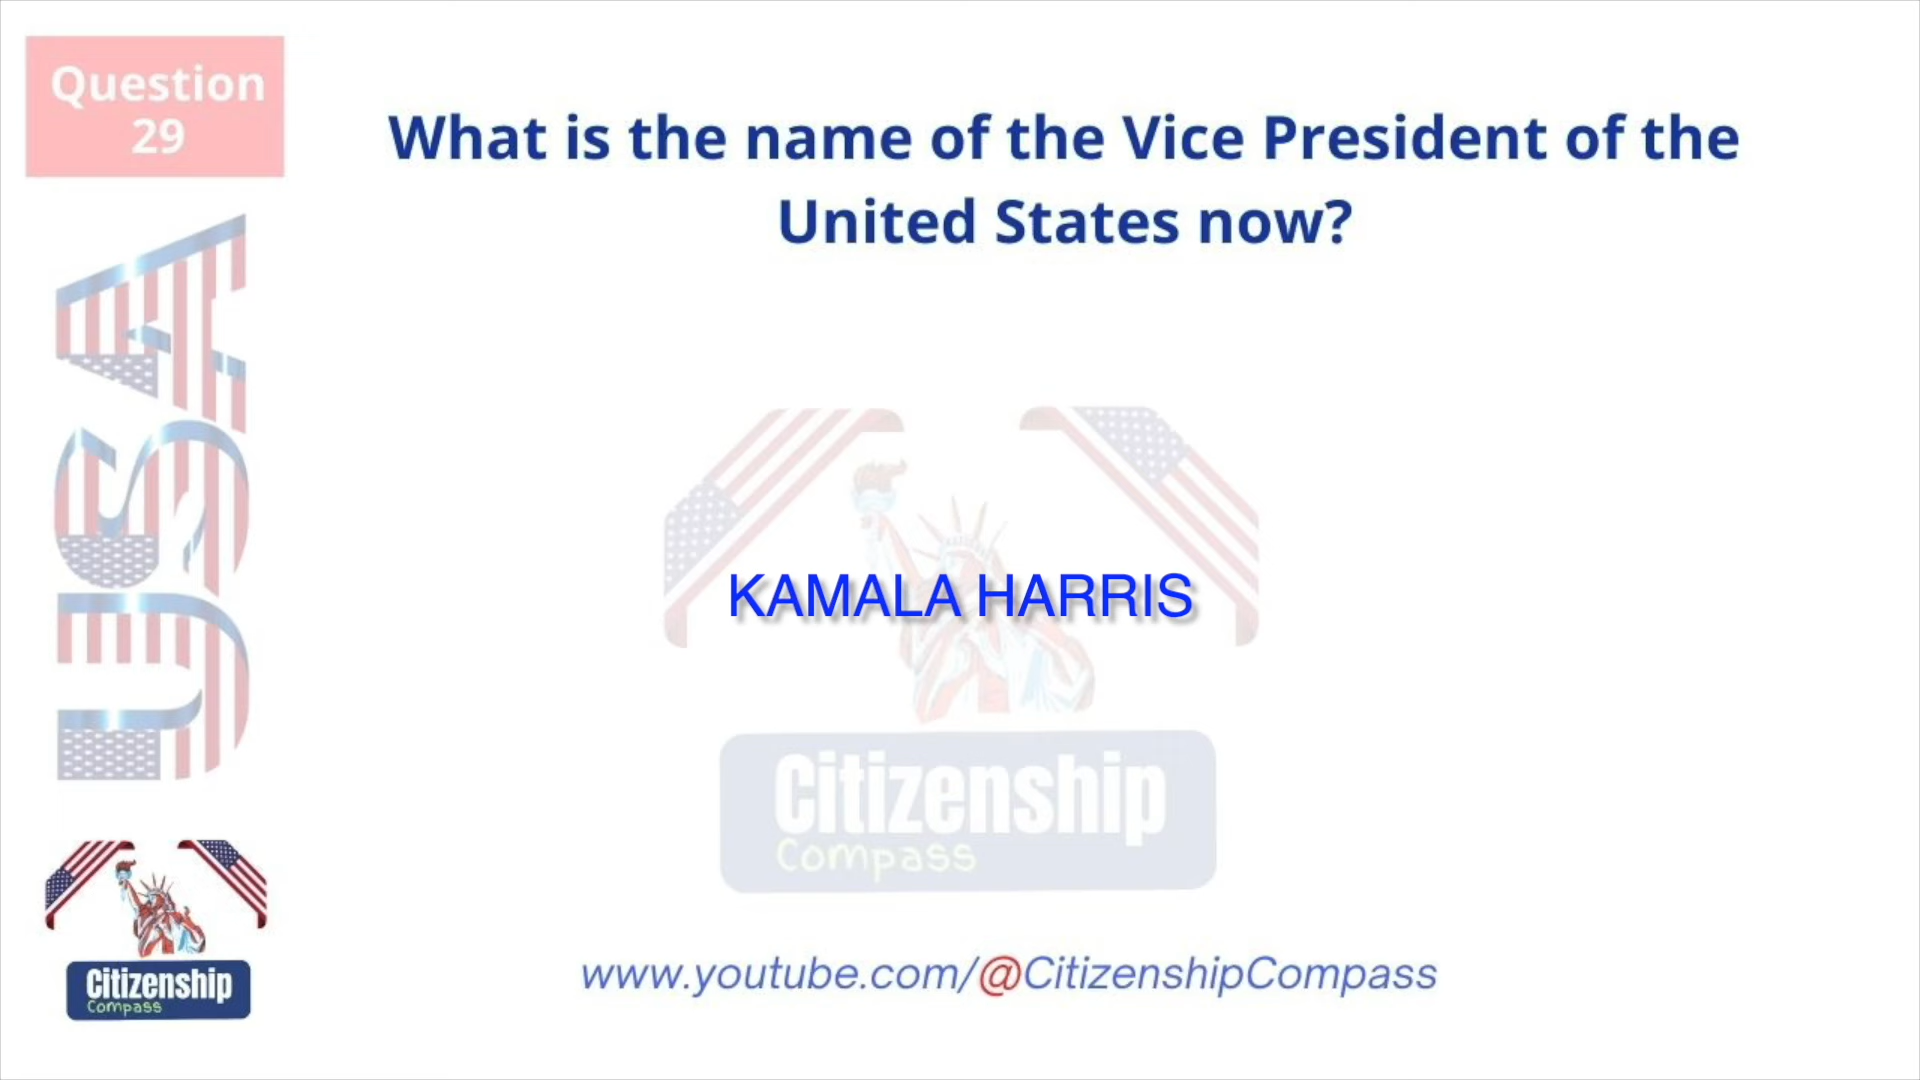 Question
29
What is the name of the Vice President of the
United States now?
USA
KAMALA HARRIS
Citizenship
Compass
Citizenship
Compass
www.youtube.com/@CitizenshipCompass